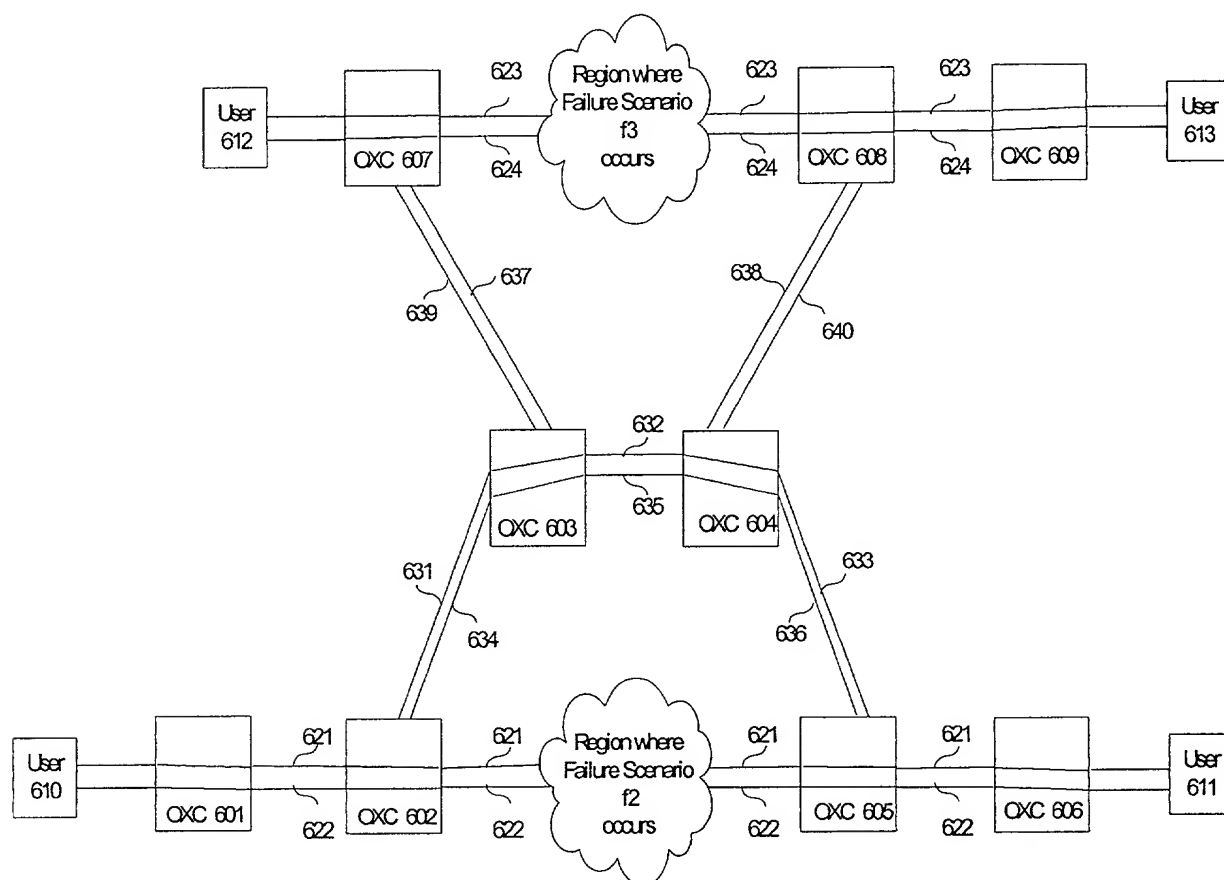 623
Region where
Failure Scenario
f3
occurs
623
623
User
612
OXC 607
624
624
OXC 608
624
OXC 609
User
613
637
639
638
640
632
635
OXC 603
OXC 604
631
634
633
636
621
621
Region where
Failure Scenario
f2
occurs
621
621
User
610
OXC 601
622
OXC 602
622
622
OXC 605
622
OXC 606
User
611